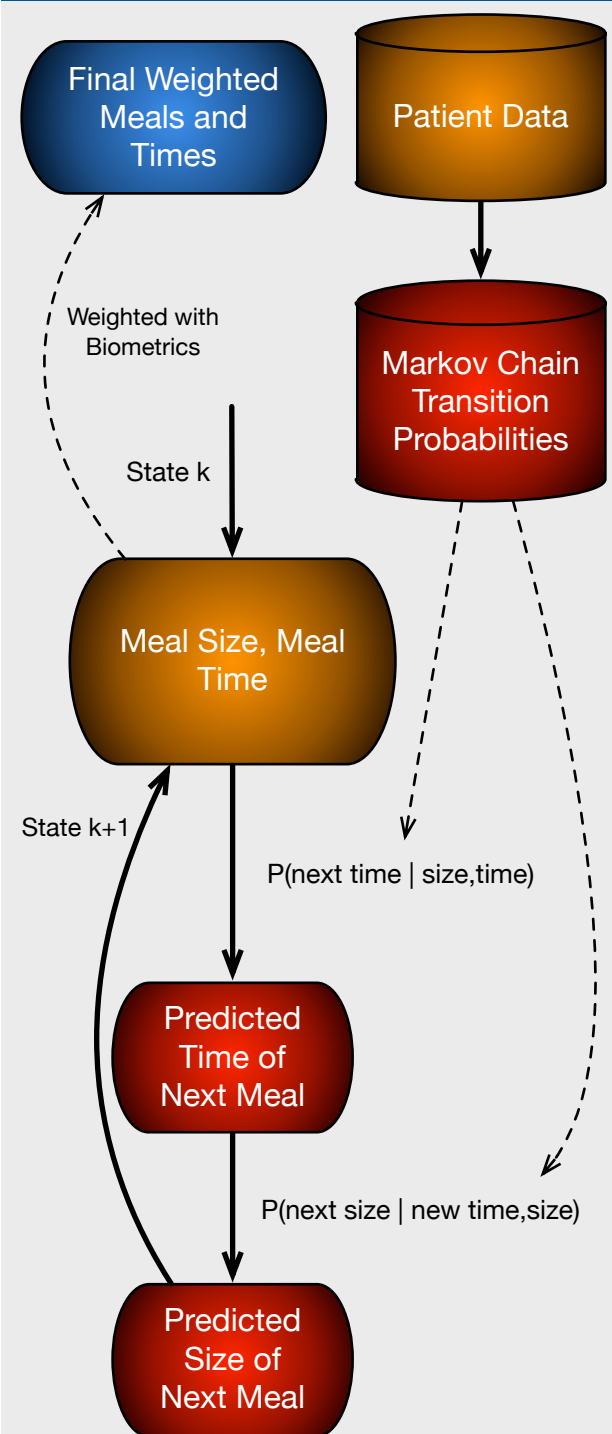 Final Weighted
Meals and
Times
Patient Data
Weighted with
Biometrics
Markov Chain
Transition
Probabilities
State k
Meal Size, Meal
Time
State k+1
P(next time | size,time)
Predicted
Time of
Next Meal
P(next size | new time,size)
Predicted
Size of
Next Meal